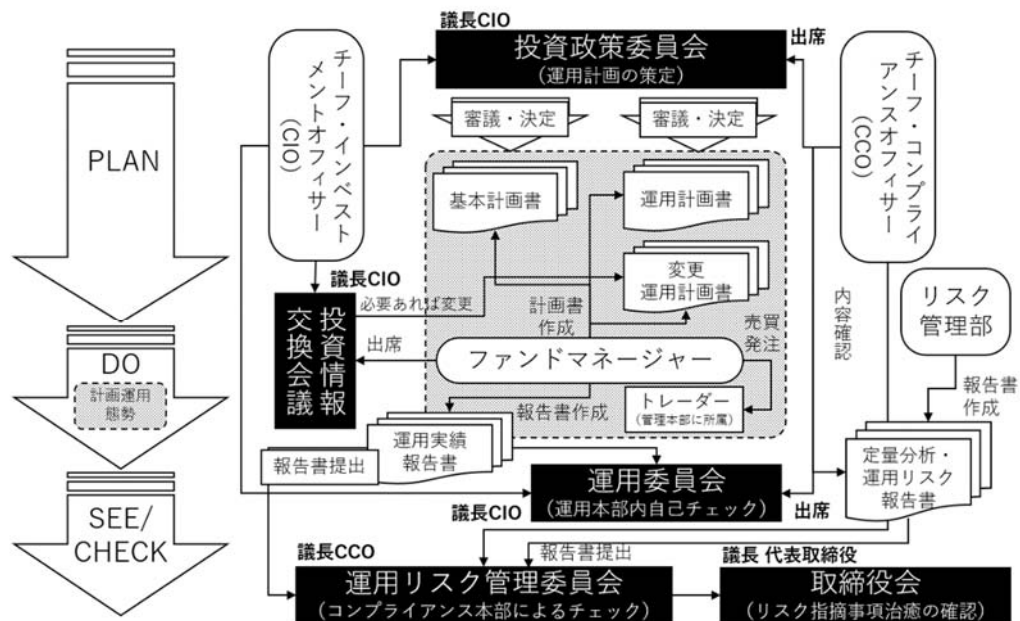 PLAN
DO
計画運用
態勢
SEE/
CHECK
チーフ・インベスト
メントオフィサー
(CIO)
議長CIO
投資政策委員会
(運用計画の策定)
出席
チーフ・コンプライ
アンスオフィサー
(CCO)
審議・決定
審議・決定
基本計画書
運用計画書
変更
運用計画書
議長CIO
投資情報
交換会議
必要あれば変更
計画書
作成
売買
発注
内容確認
リスク
管理部
出席
ファンドマネージャー
報告書作成
トレーダー
(管理本部に所属)
報告書
作成
運用実績
報告書
報告書提出
定量分析・
運用リスク
報告書
運用委員会
(運用本部内自己チェック)
議長CIO
出席
議長CCO
報告書提出
運用リスク管理委員会
(コンプライアンス本部によるチェック)
議長 代表取締役
取締役会
(リスク指摘事項治癒の確認)